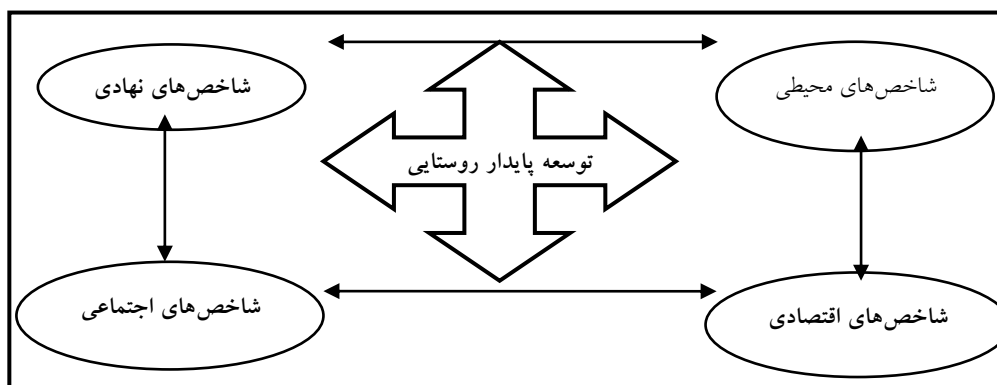 شاخص‌های محیطی
شاخص‌های نهادی
توسعه پایدار روستایی
شاخص‌های اقتصادی
شاخص‌های اجتماعی